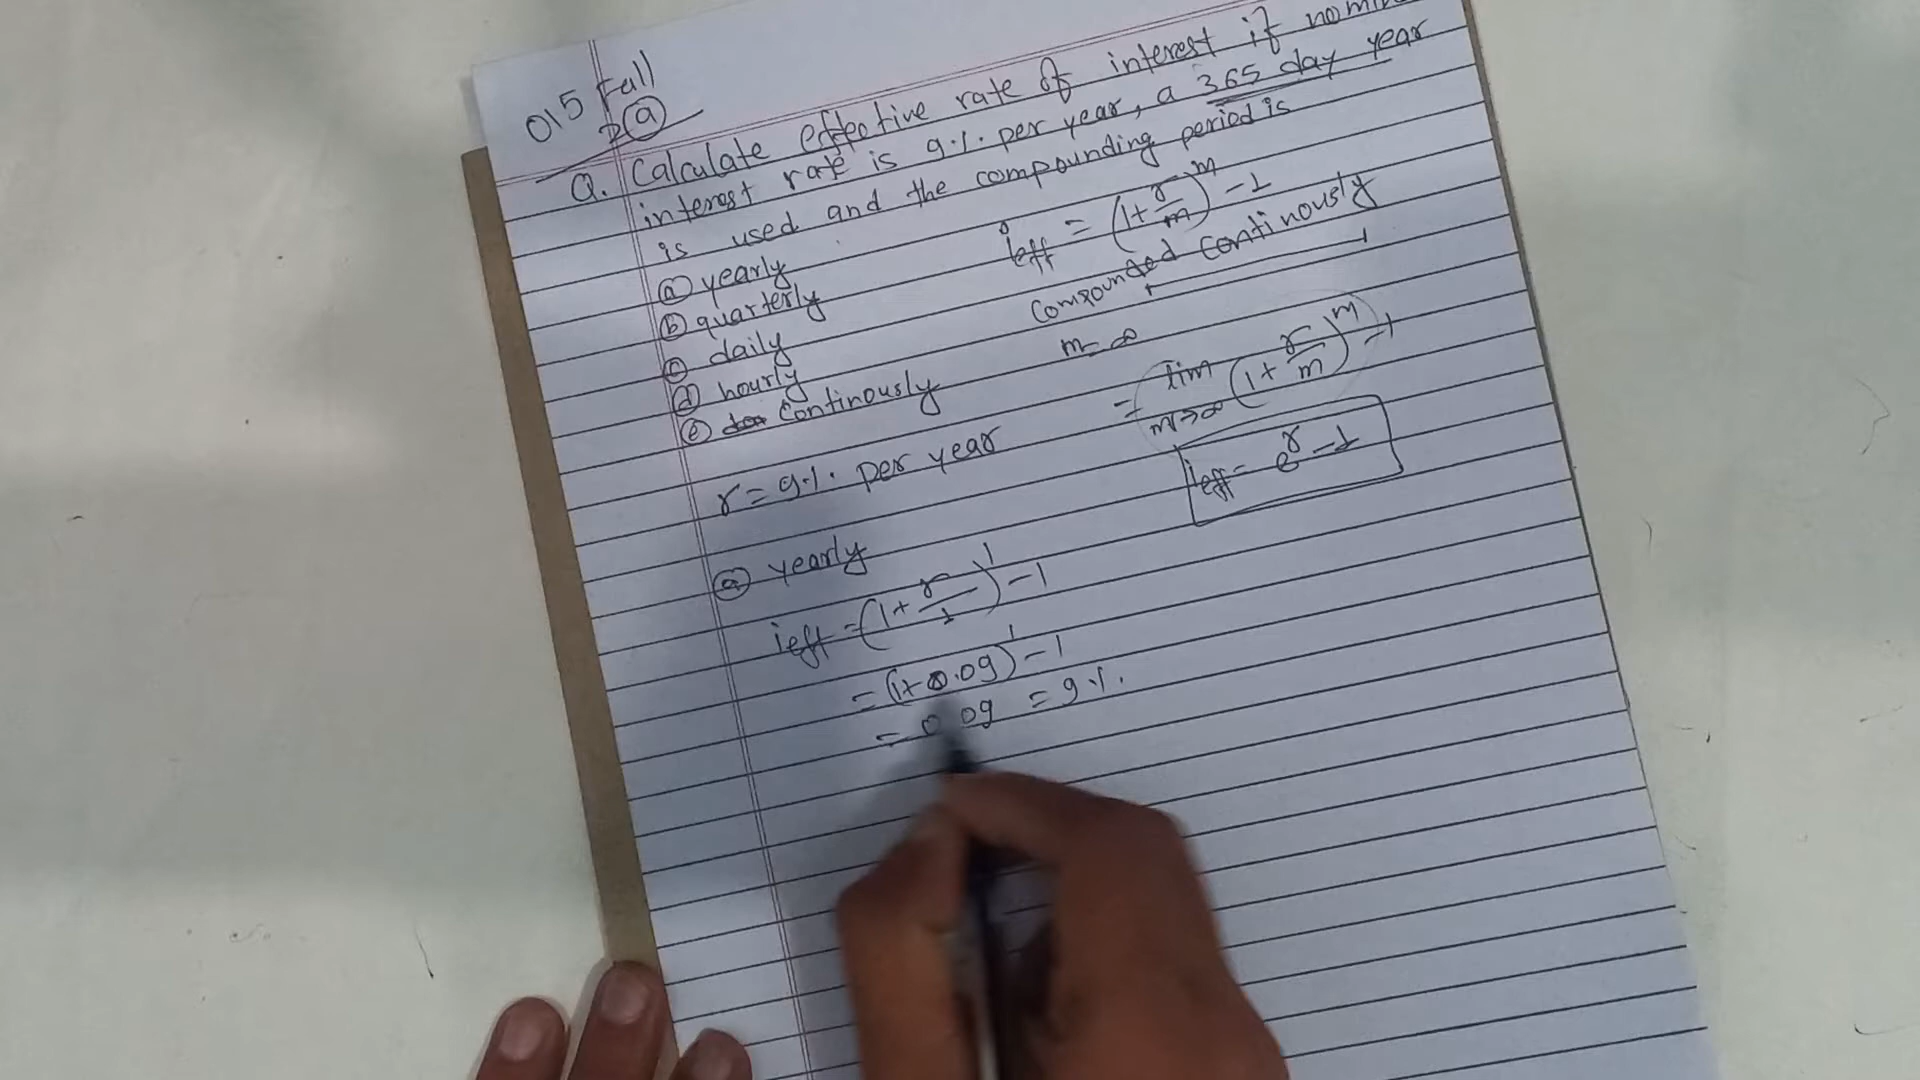 015 Fall
2(a)
Q. Calculate effective rate of interest if
interest rate is 9% per year, a 365 day year
is used and the compounding period is
(a) yearly
(b) quarterly
(c) daily
(d) hourly
(e) continously
ieff = (1+r/m)^m -1
compounded continously
m=∞
= lim m→∞ (1+r/m)^m -1
ieff = e^r -1
r = 9% per year
(a) yearly
ieff = (1+r/1)^1 -1
= (1+0.09)^1 -1
= 0.09 = 9%